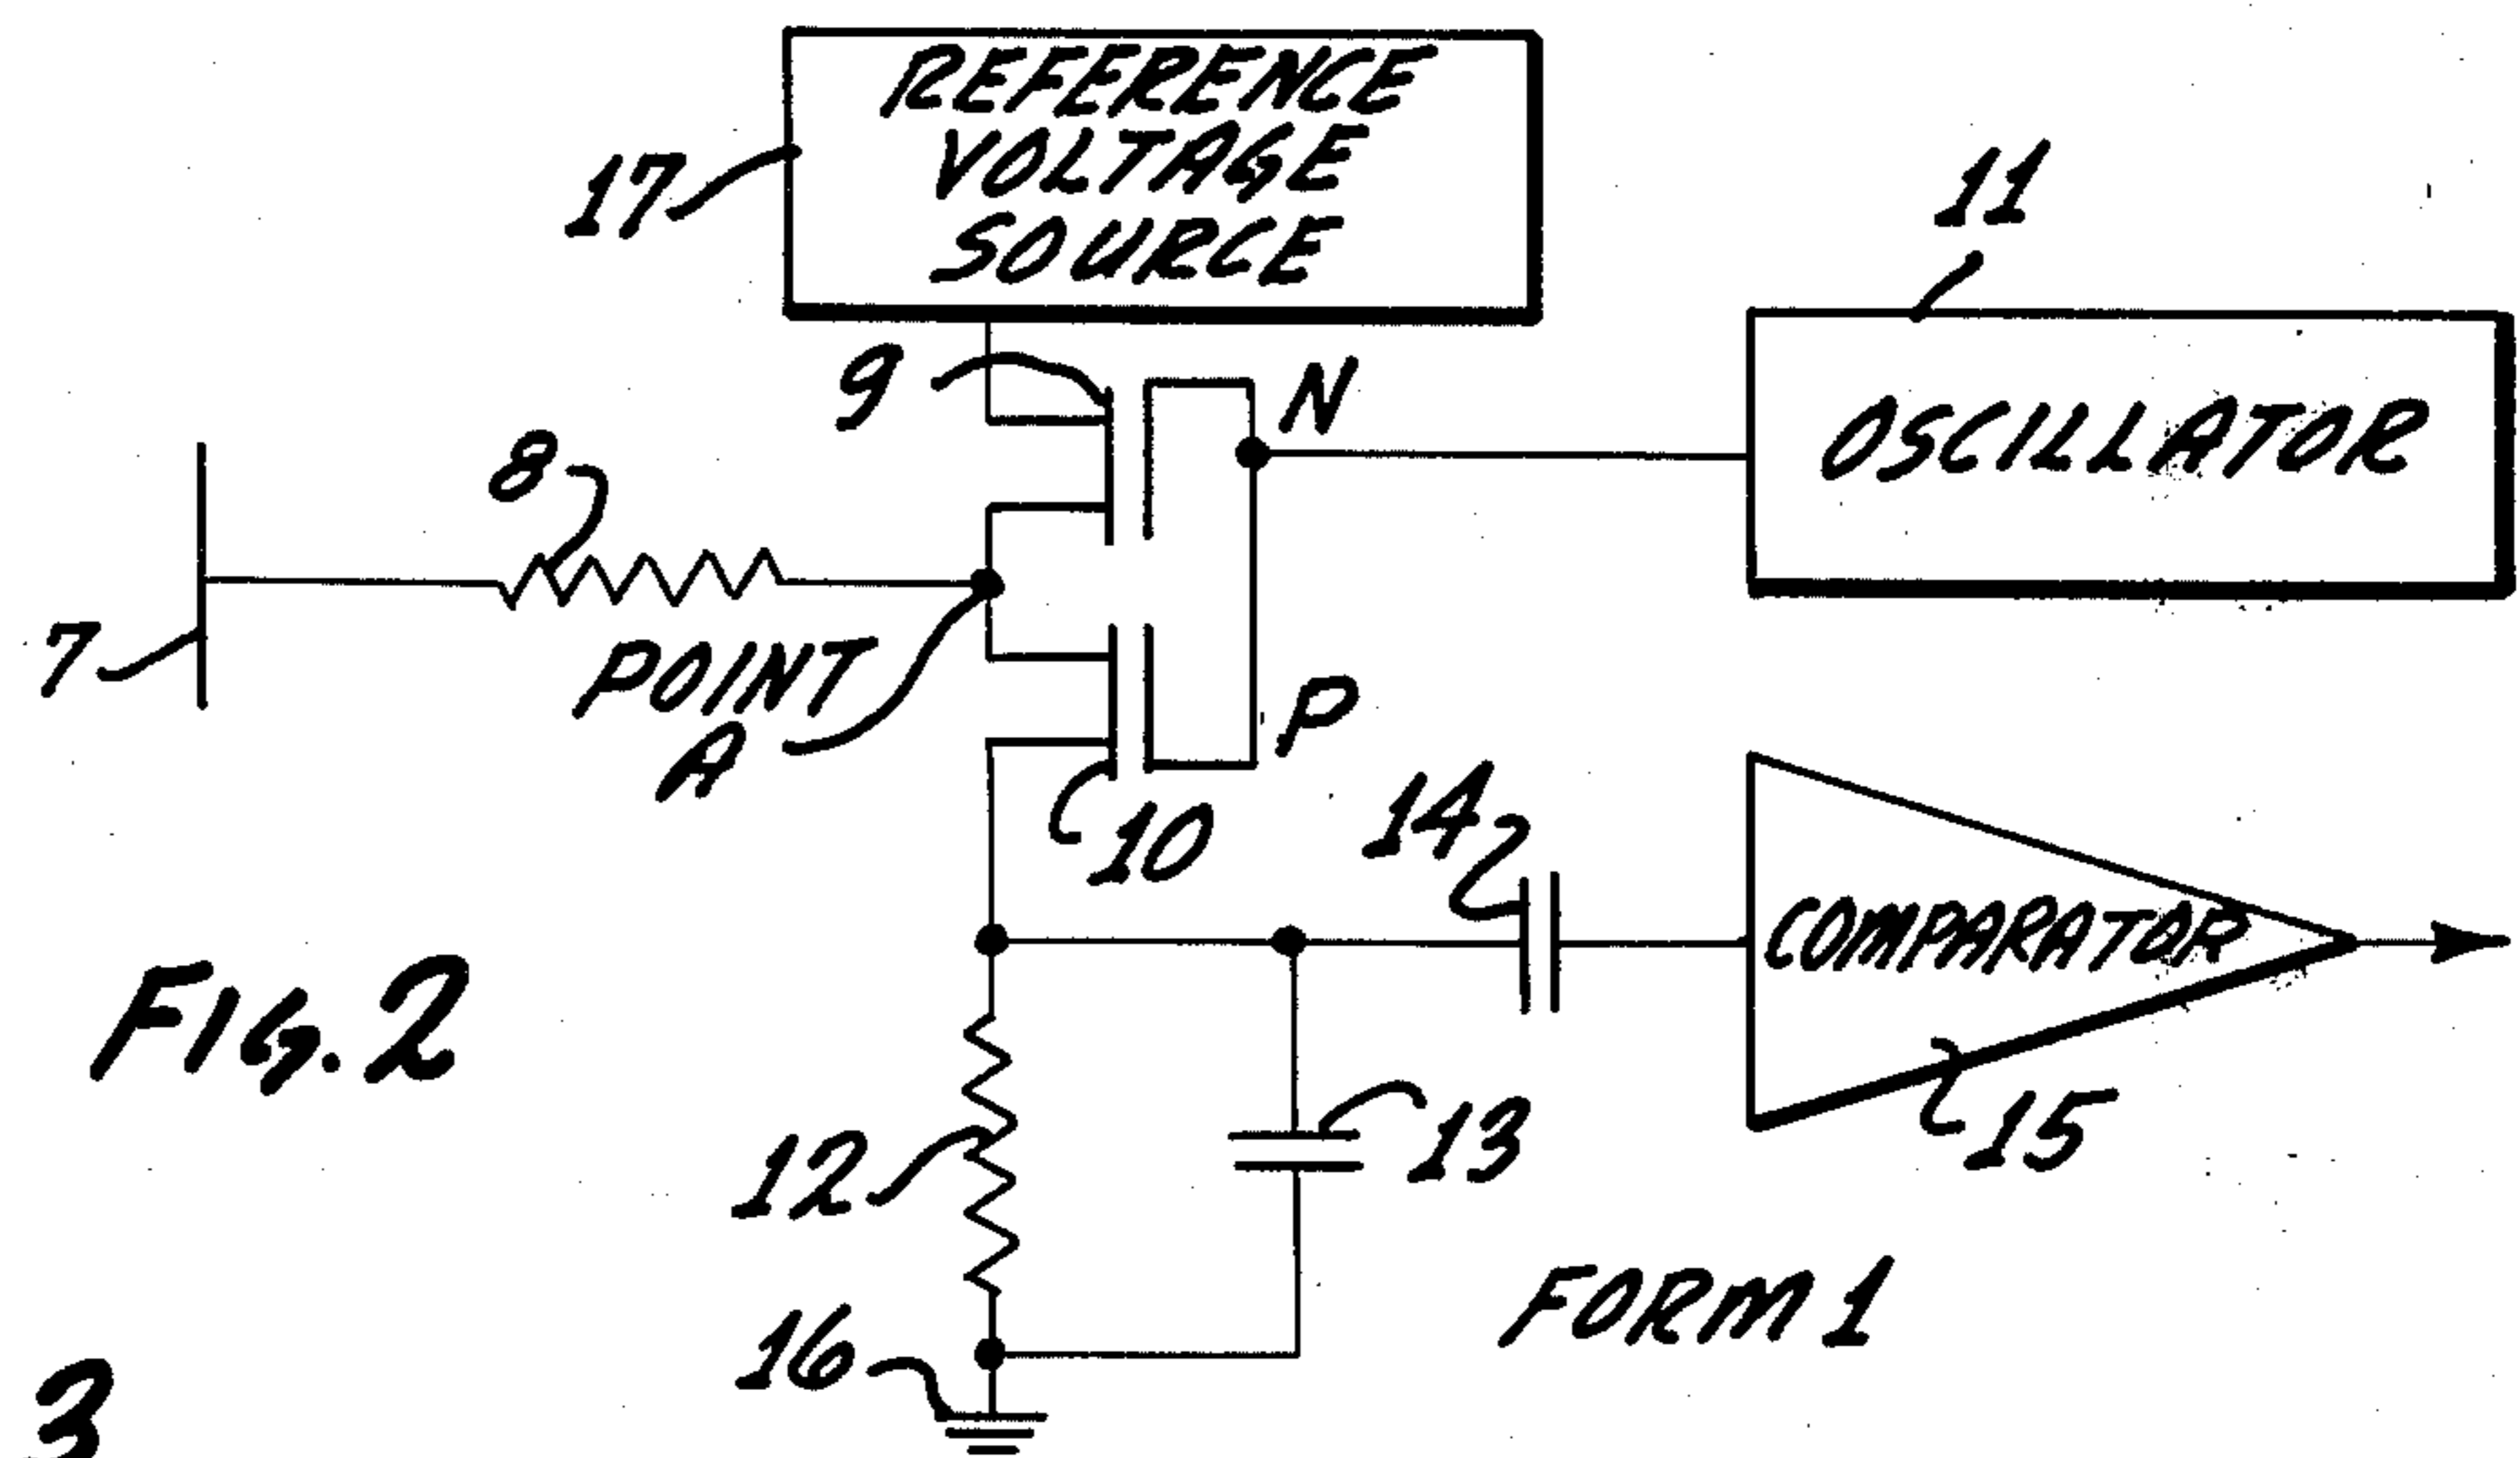 REFERENCE
VOLTAGE
SOURCE
17
11
9
N
OSCILLATOR
8
7
POINT
A
P
10
14
COMPARATOR
FIG. 2
15
13
12
FORM 1
16
3